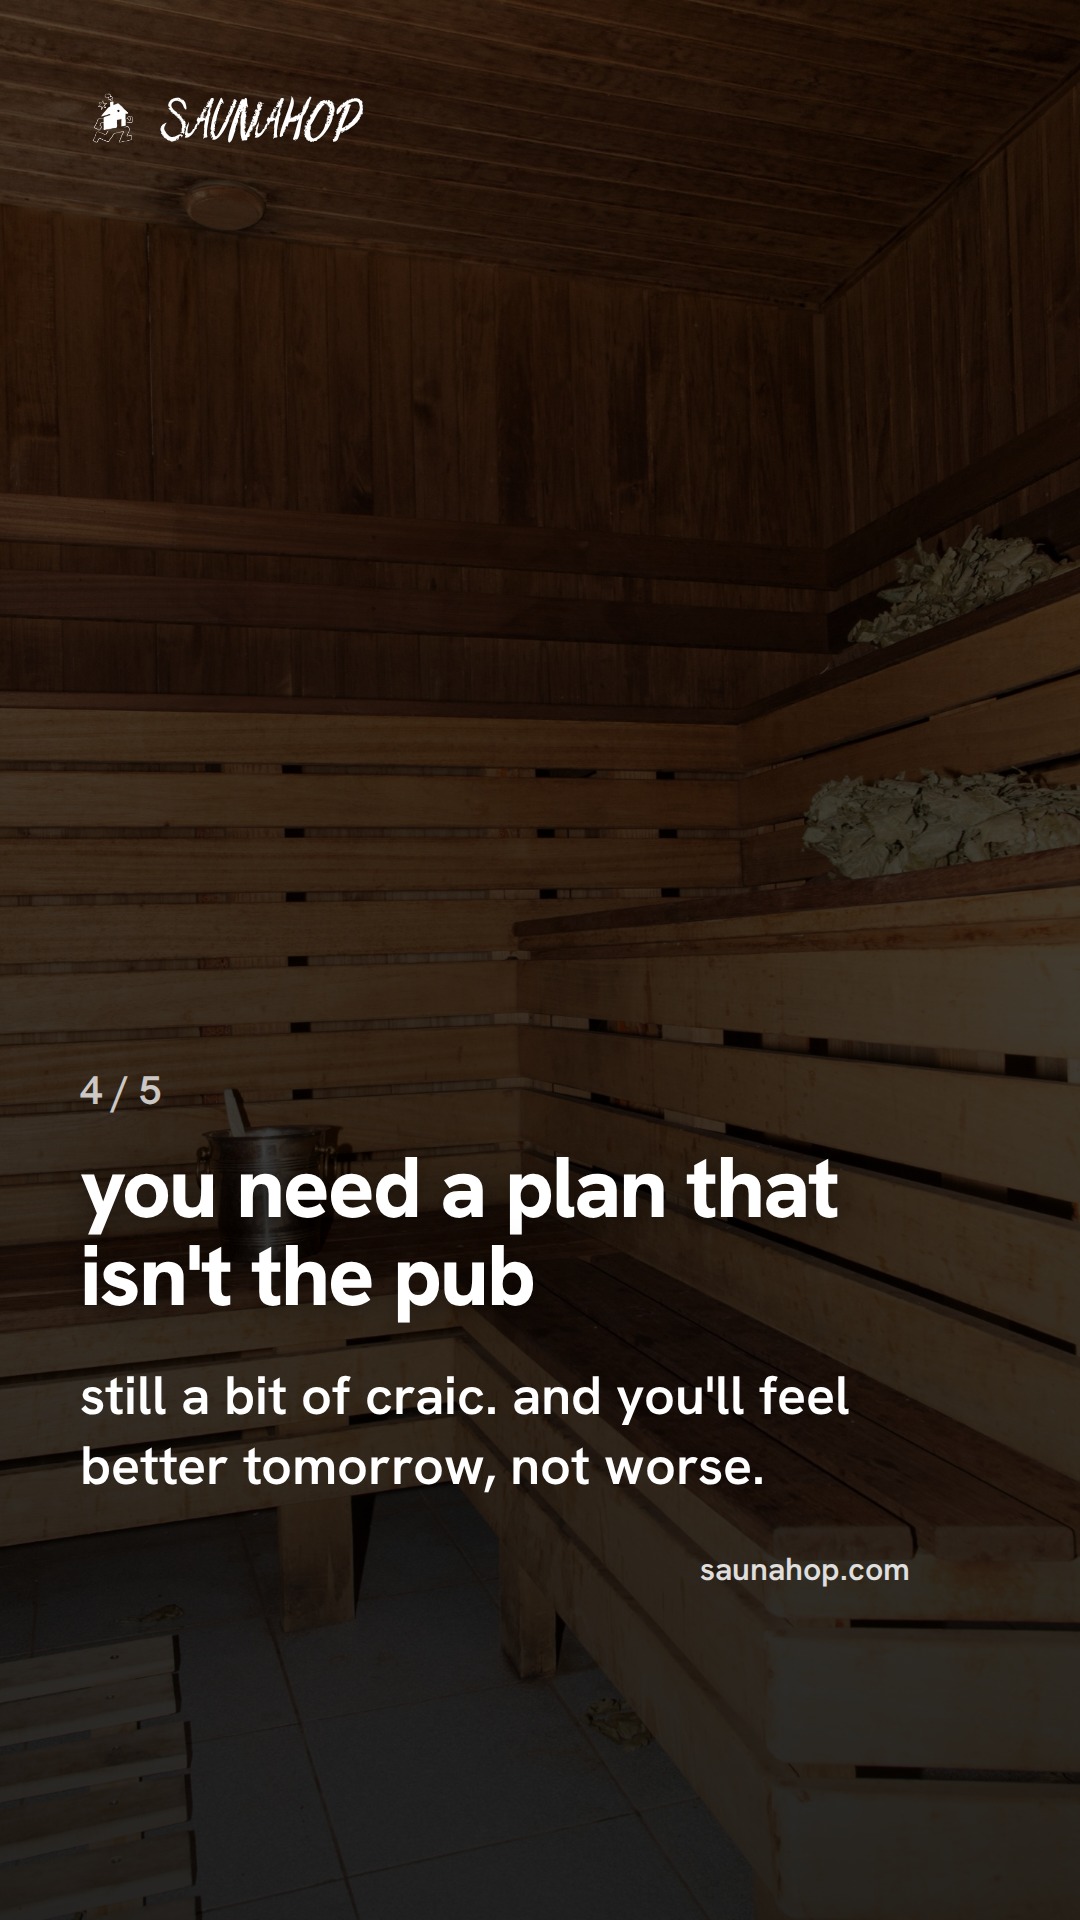 SAUNAHOP
4 / 5
you need a plan that
isn't the pub
still a bit of craic. and you'll feel
better tomorrow, not worse.
saunahop.com